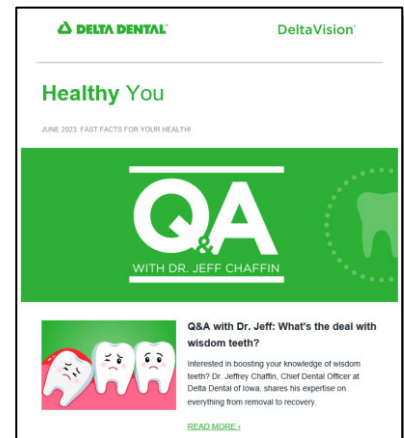 DELTA DENTAL®
DeltaVision®
Healthy You
JUNE 2023: FAST FACTS FOR YOUR HEALTH!
Q&A
WITH DR. JEFF CHAFFIN
Q&A with Dr. Jeff: What's the deal with
wisdom teeth?
Interested in boosting your knowledge of wisdom
teeth? Dr. Jeffrey Chaffin, Chief Dental Officer at
Delta Dental of Iowa, shares his expertise on
everything from removal to recovery.
READ MORE ›